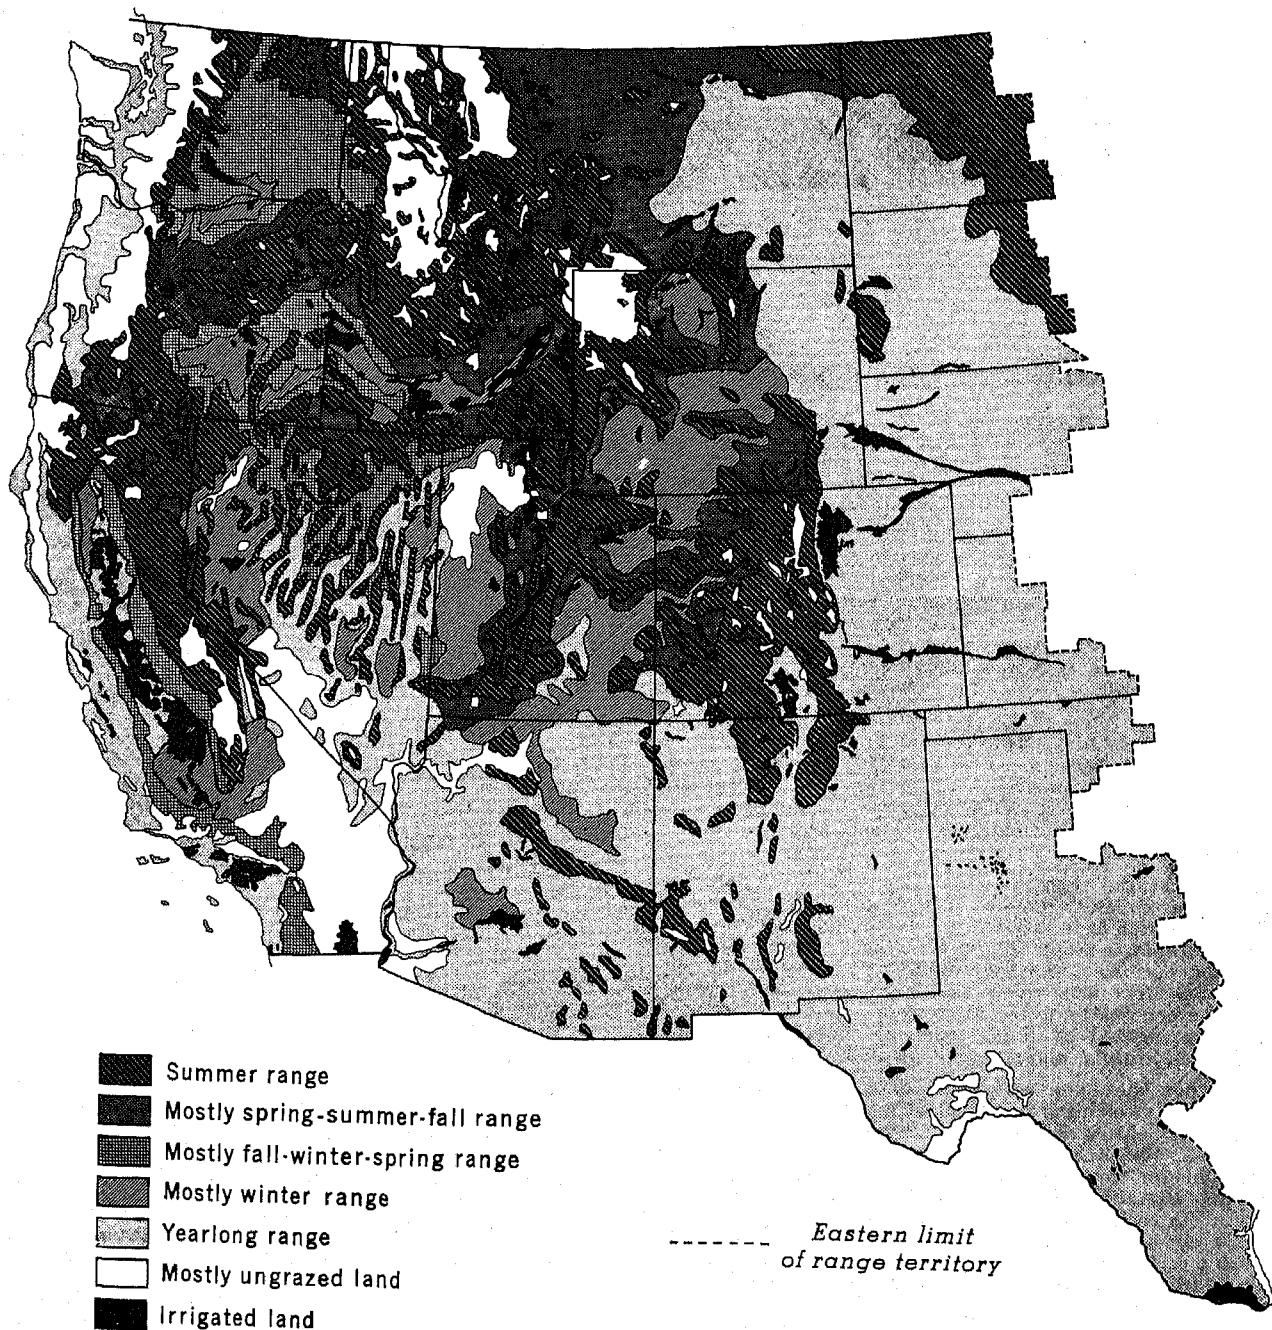 Summer range
Mostly spring-summer-fall range
Mostly fall-winter-spring range
Mostly winter range
Yearlong range
Mostly ungrazed land
Irrigated land
Eastern limit
of range territory